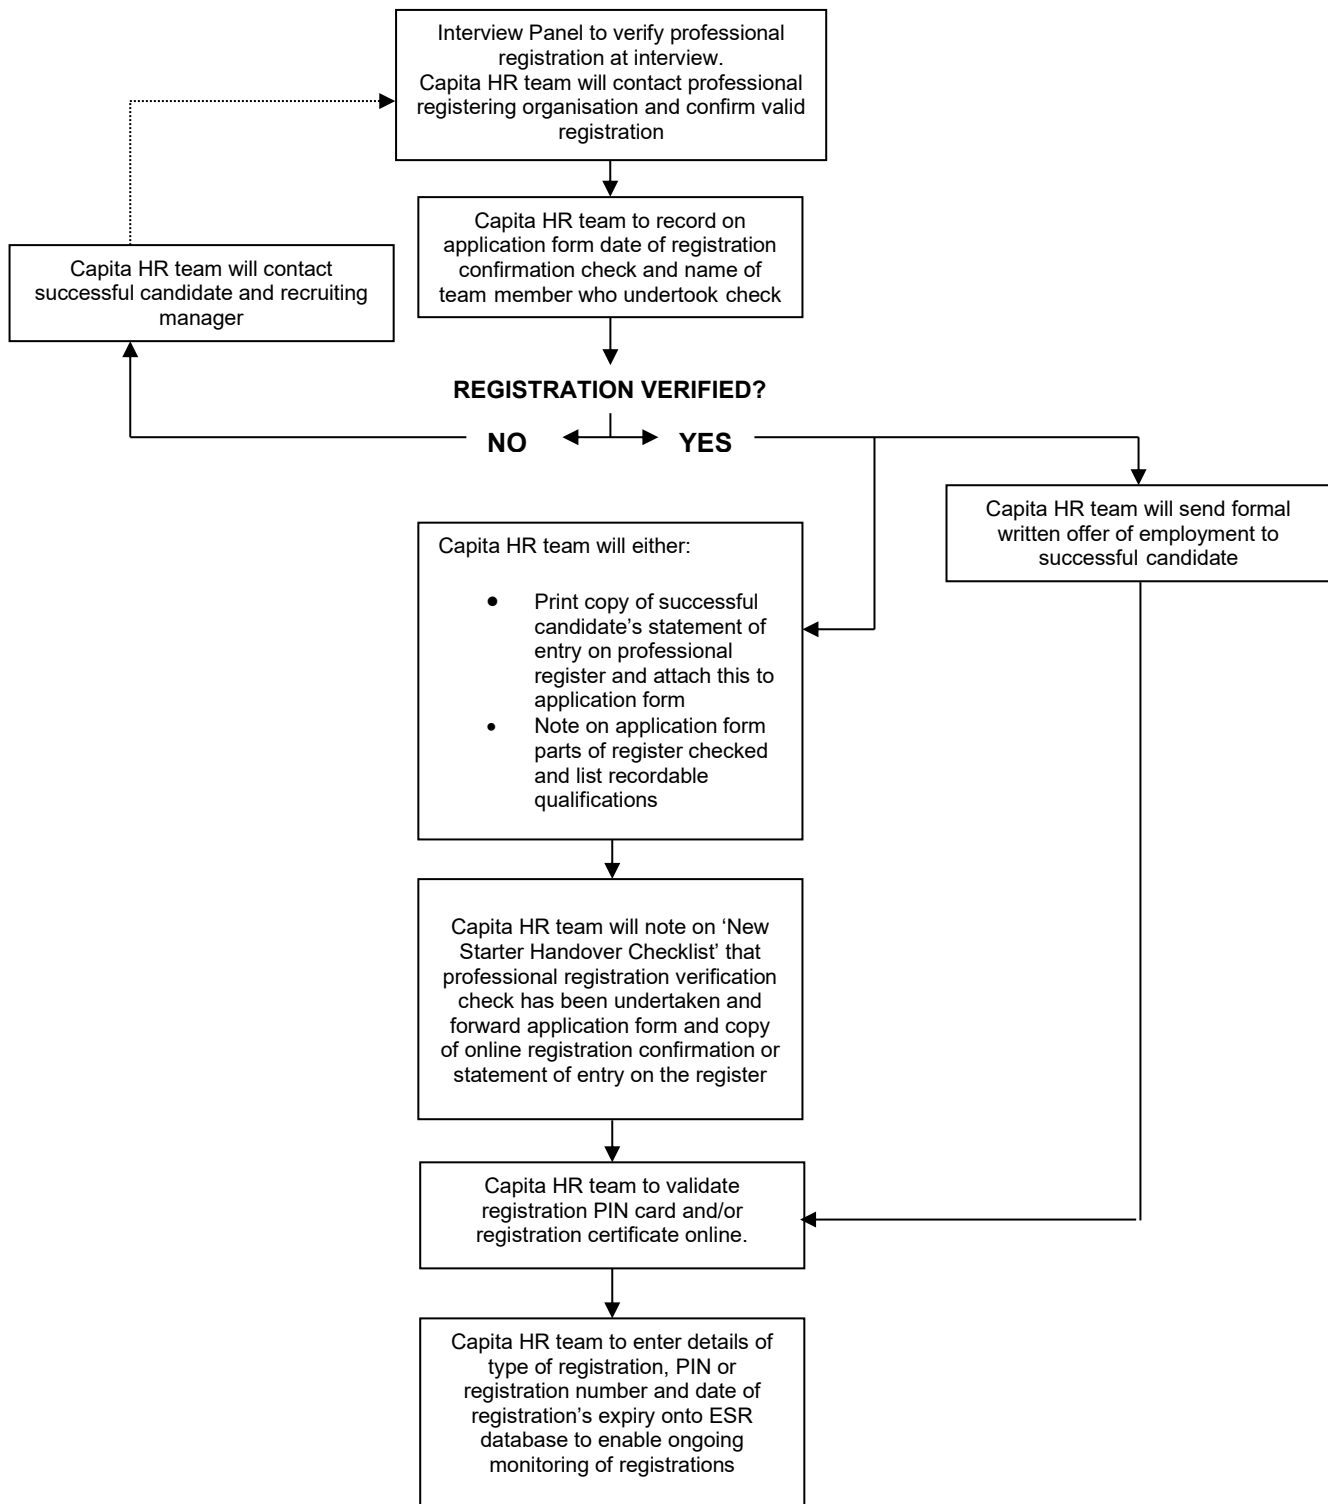 Interview Panel to verify professional
registration at interview.
Capita HR team will contact professional
registering organisation and confirm valid
registration
Capita HR team to record on
application form date of registration
confirmation check and name of
team member who undertook check
Capita HR team will contact
successful candidate and recruiting
manager
REGISTRATION VERIFIED?
NO
YES
Capita HR team will send formal
written offer of employment to
successful candidate
Capita HR team will either:
• Print copy of successful
candidate’s statement of
entry on professional
register and attach this to
application form
• Note on application form
parts of register checked
and list recordable
qualifications
Capita HR team will note on ‘New
Starter Handover Checklist’ that
professional registration verification
check has been undertaken and
forward application form and copy
of online registration confirmation or
statement of entry on the register
Capita HR team to validate
registration PIN card and/or
registration certificate online.
Capita HR team to enter details of
type of registration, PIN or
registration number and date of
registration’s expiry onto ESR
database to enable ongoing
monitoring of registrations